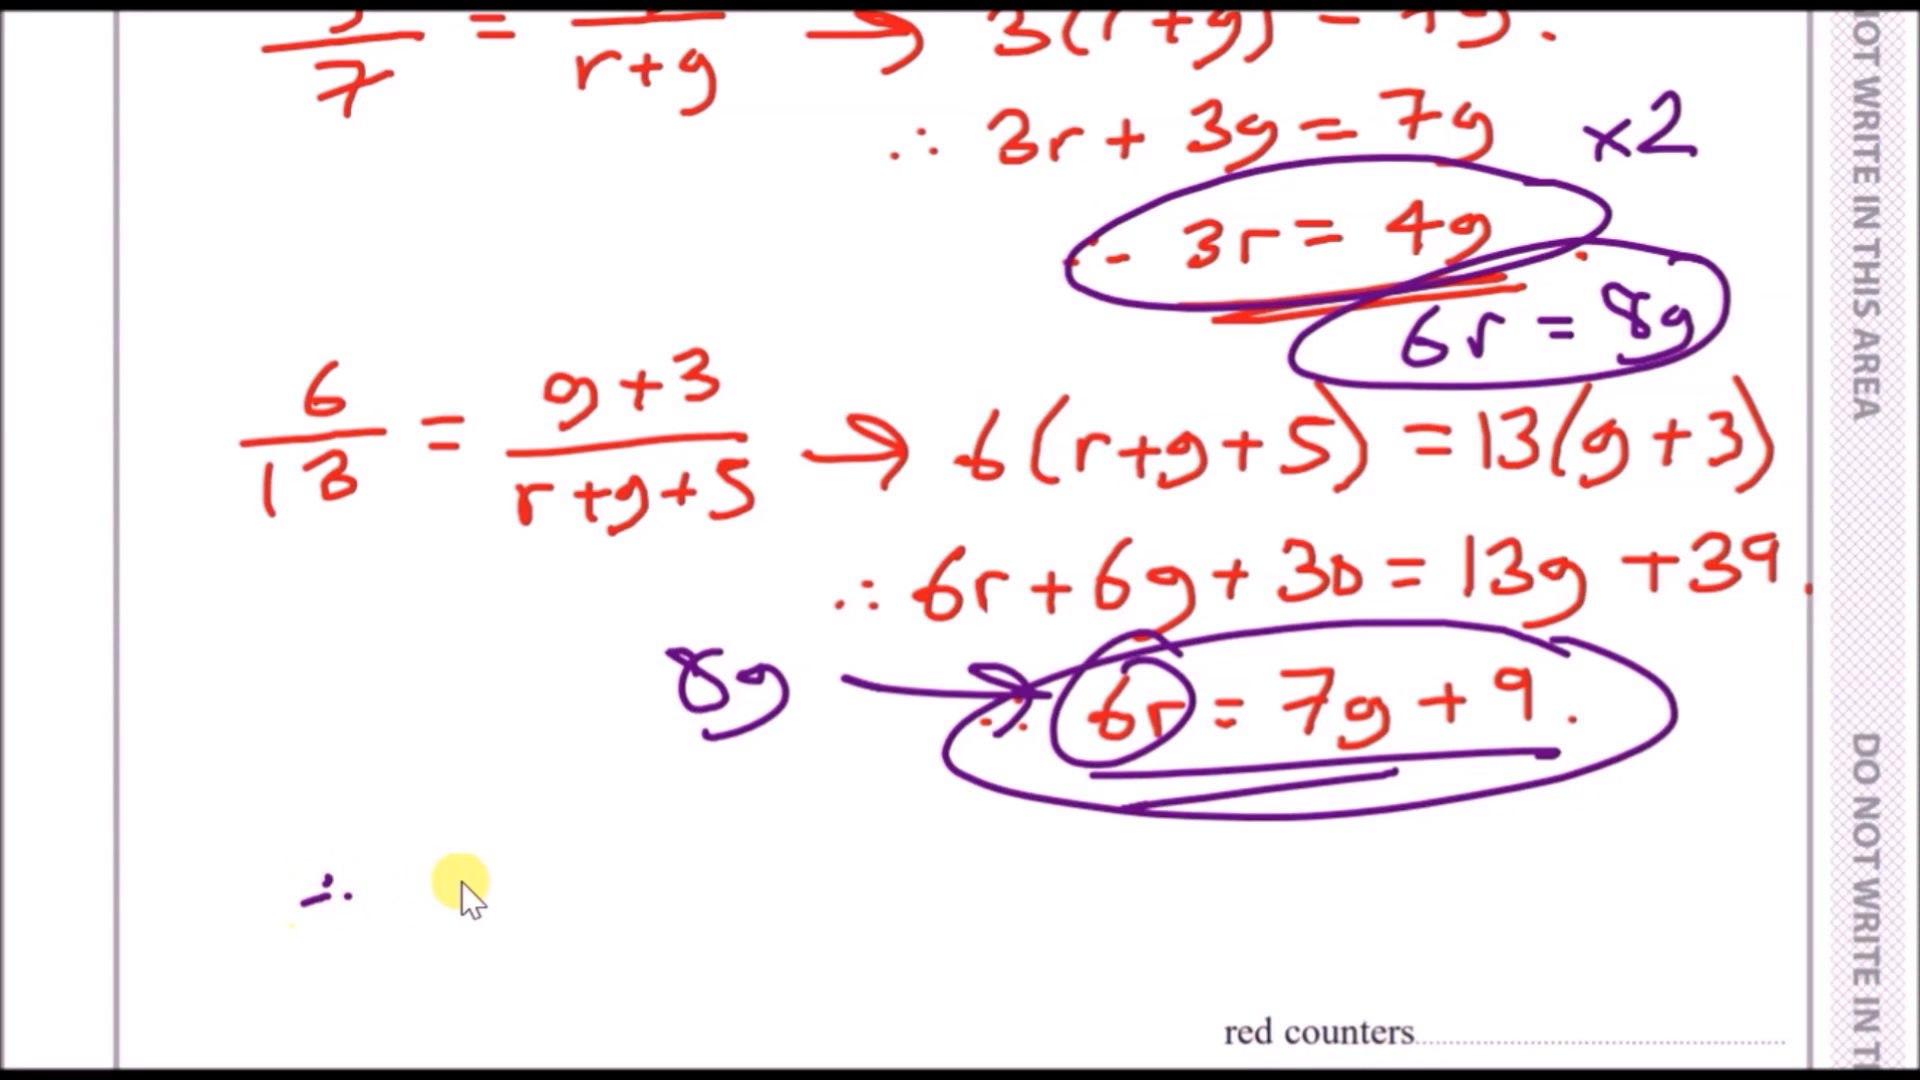 3/7 = g/(r+g) → 3(r+g) = 7g.
∴ 3r + 3g = 7g ×2
∴ 3r = 4g.
6r = 8g
6/13 = (g+3)/(r+g+5) → 6(r+g+5) = 13(g+3)
∴ 6r + 6g + 30 = 13g + 39.
8g → ∴ 6r = 7g + 9.
∴
red counters
NOT WRITE IN THIS AREA
DO NOT WRITE IN T